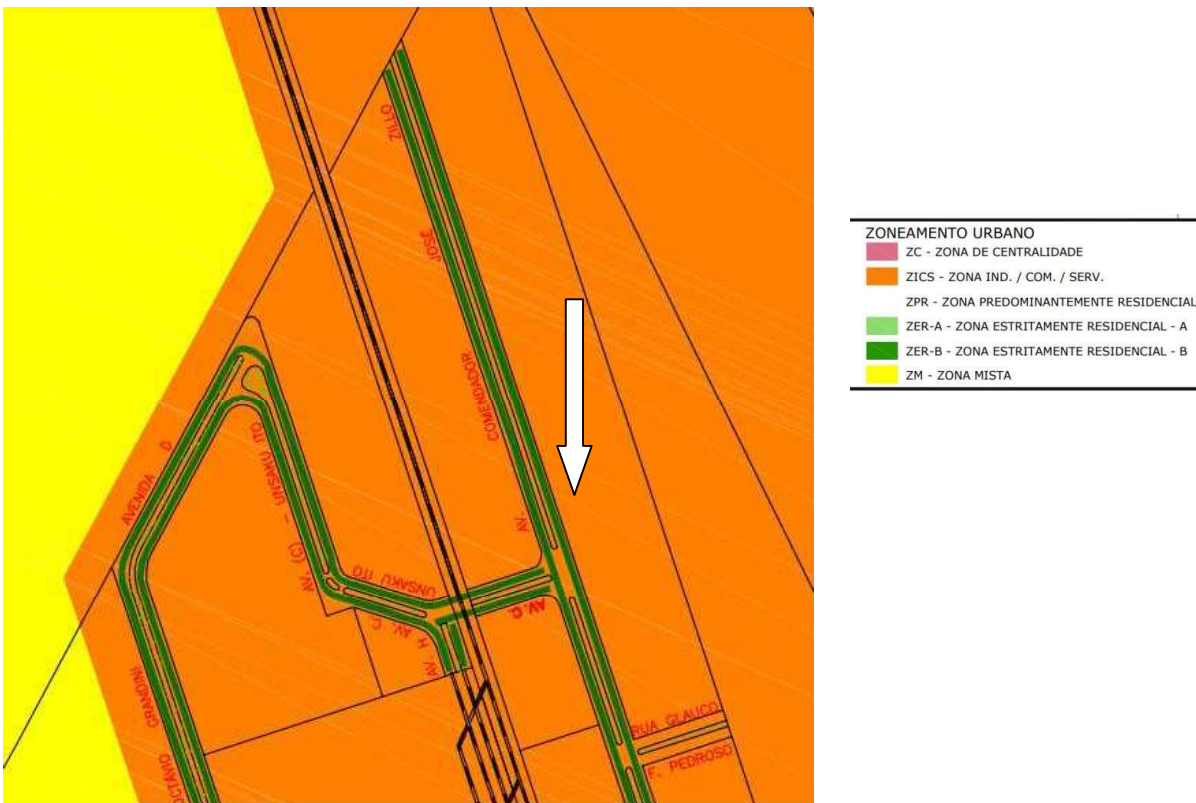 ZILLO
JOSÉ
COMENDADOR
AV.
AVENIDA D
AV. (C) - UNSAKU ITO
UNSAKU ITO
AV. C.
AV. H AV. C.
GRANDINI
OCTAVIO
RUA GLAUCO
F. PEDROSO
ZONEAMENTO URBANO
ZC - ZONA DE CENTRALIDADE
ZICS - ZONA IND. / COM. / SERV.
ZPR - ZONA PREDOMINANTEMENTE RESIDENCIAL
ZER-A - ZONA ESTRITAMENTE RESIDENCIAL - A
ZER-B - ZONA ESTRITAMENTE RESIDENCIAL - B
ZM - ZONA MISTA